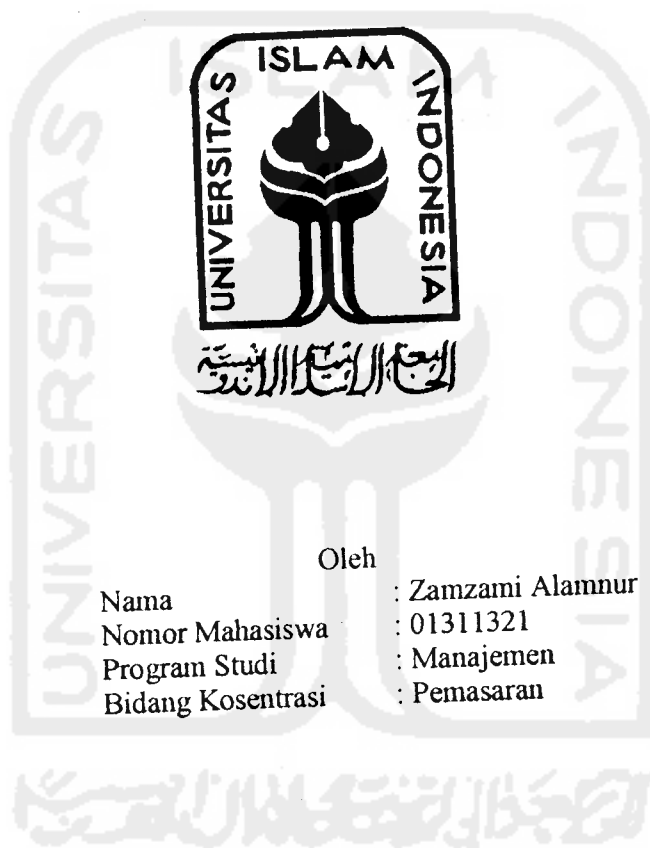 ISLAM
UNIVERSITAS
INDONESIA
Oleh
Nama : Zamzami Alamnur
Nomor Mahasiswa : 01311321
Program Studi : Manajemen
Bidang Kosentrasi : Pemasaran